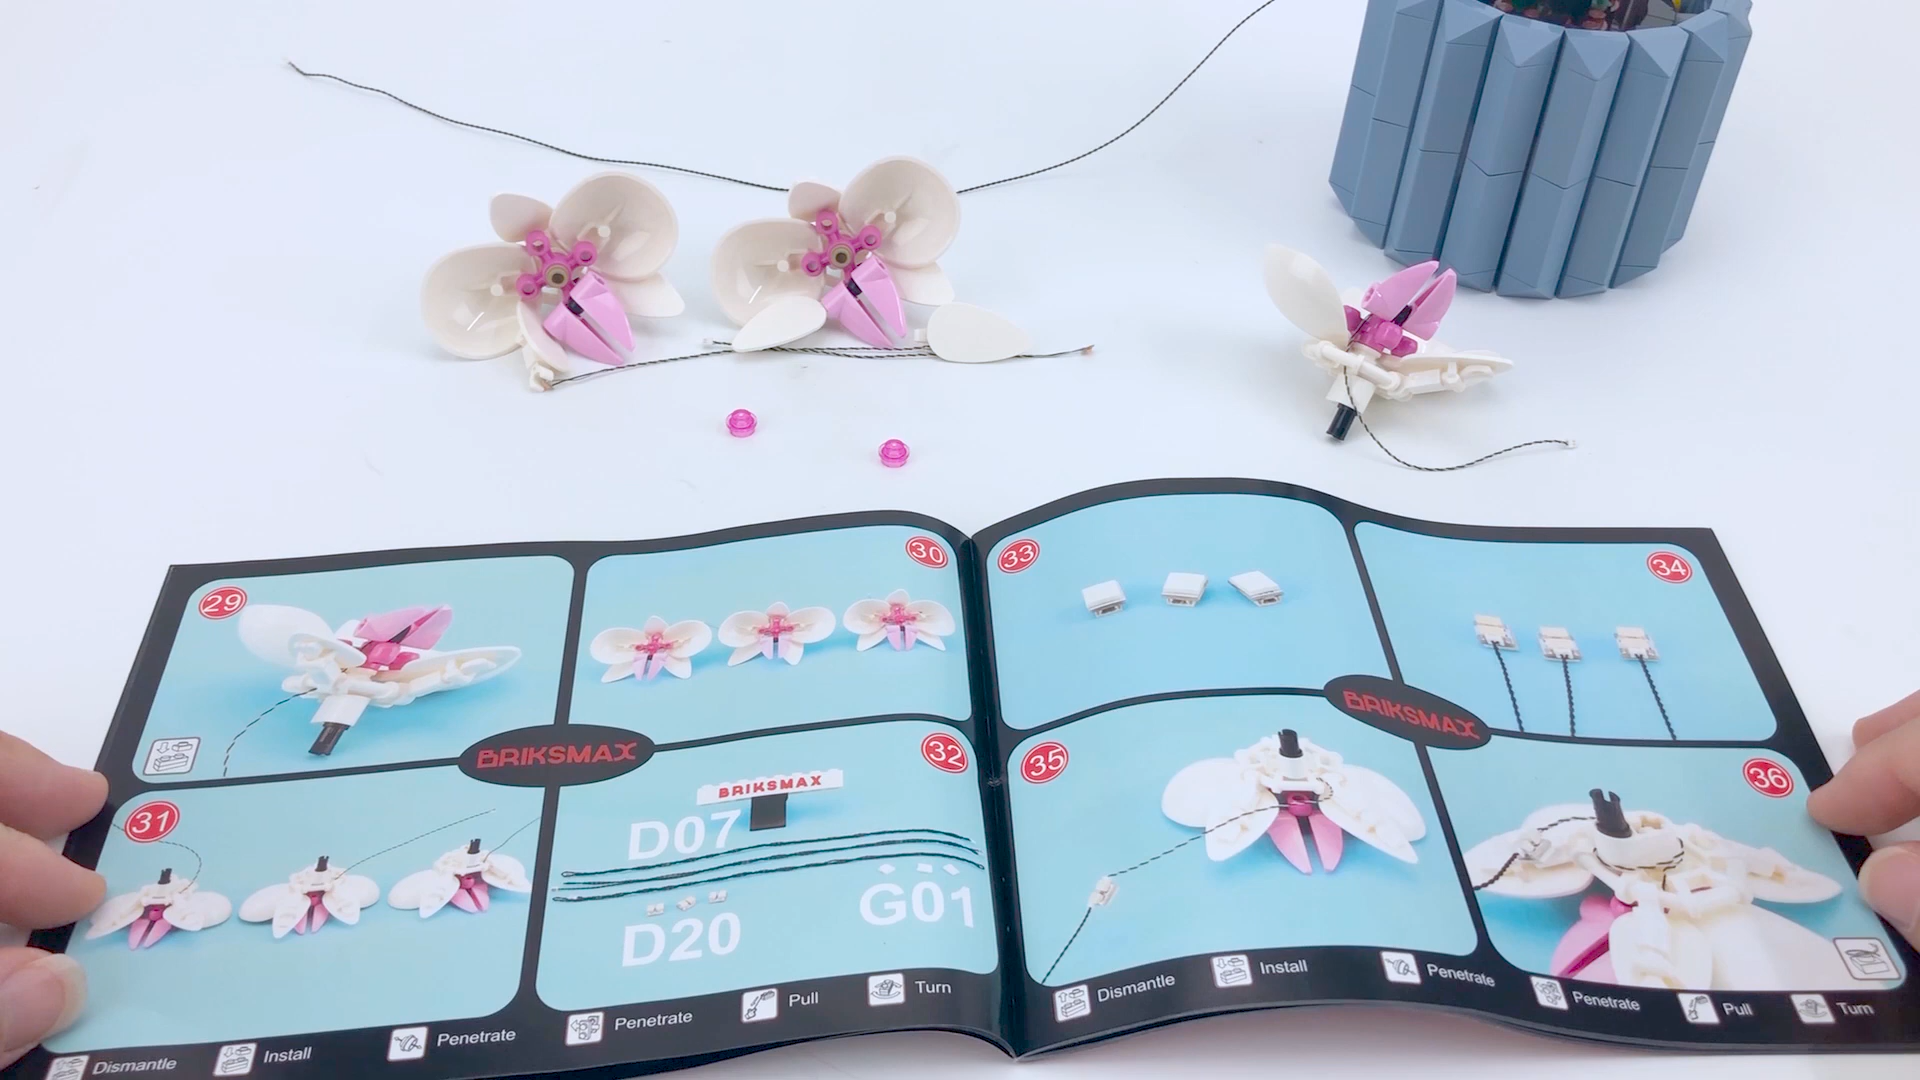 29
30
BRIKSMAX
31
32
BRIKSMAX
D07
G01
D20
Dismantle
Install
Penetrate
Penetrate
Pull
Turn
33
34
BRIKSMAX
35
36
Dismantle
Install
Penetrate
Penetrate
Pull
Turn